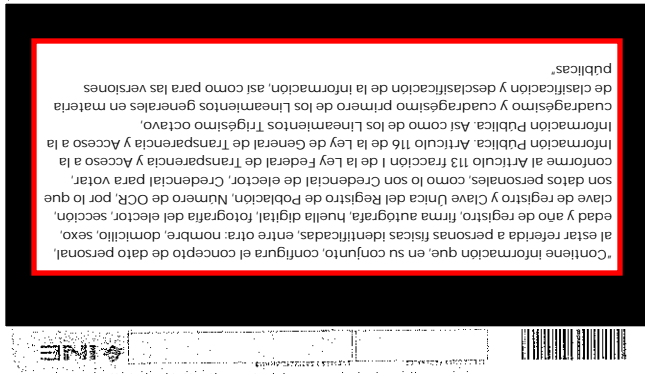 "Contiene información que, en su conjunto, configura el concepto de dato personal,
al estar referida a personas físicas identificadas, entre otra: nombre, domicilio, sexo,
edad y año de registro, firma autógrafa, huella digital, fotografía del elector, sección,
clave de registro y Clave Única del Registro de Población, Número de OCR, por lo que
son datos personales, como lo son Credencial de elector, Credencial para votar,
conforme al Artículo 113 fracción I de la Ley Federal de Transparencia y Acceso a la
Información Pública. Artículo 116 de la Ley de General de Transparencia y Acceso a la
Información Pública. Así como de los Lineamientos Trigésimo octavo,
cuadragésimo y cuadragésimo primero de los Lineamientos generales en materia
de clasificación y desclasificación de la información, así como para las versiones
públicas"
INE